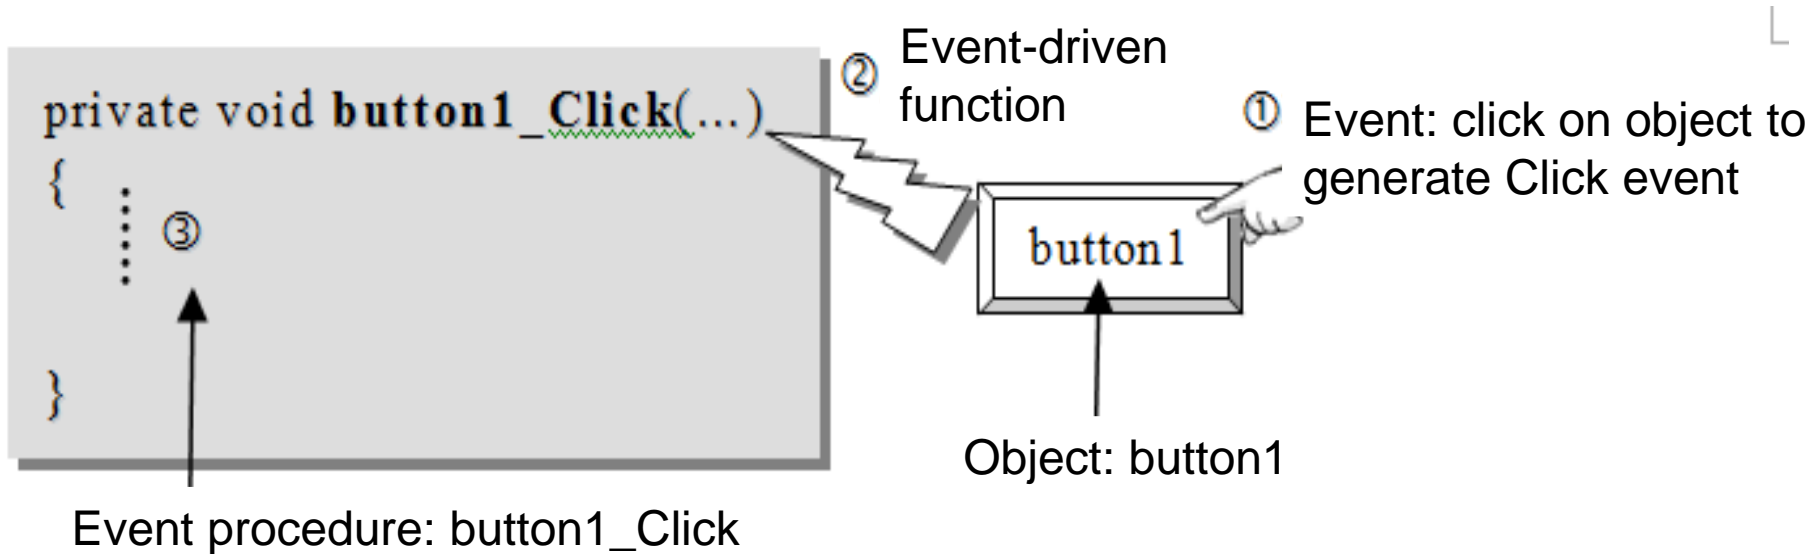 private void button1_Click(...)
{
③
}
② Event-driven
function
① Event: click on object to
generate Click event
button1
Object: button1
Event procedure: button1_Click